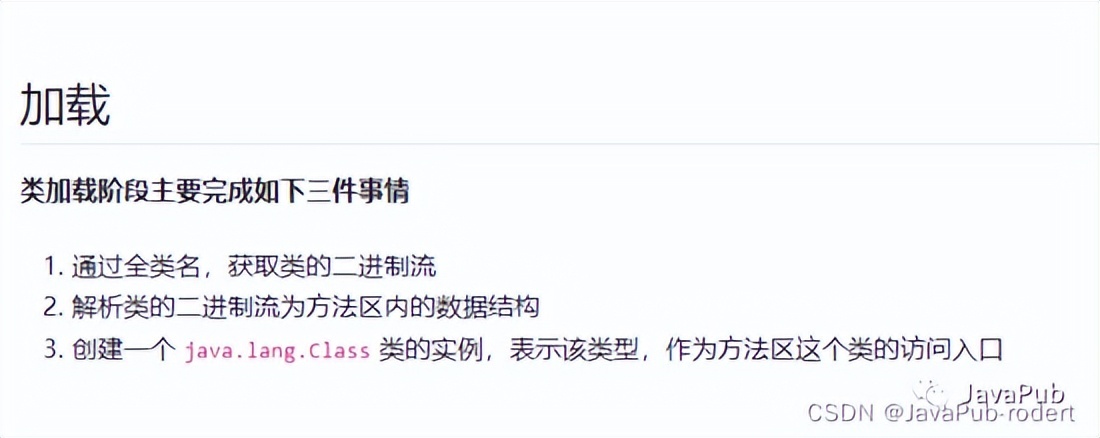 加载
类加载阶段主要完成如下三件事情
1. 通过全类名，获取类的二进制流
2. 解析类的二进制流为方法区内的数据结构
3. 创建一个 java.lang.Class 类的实例，表示该类型，作为方法区这个类的访问入口
JavaPub
CSDN @JavaPub-rodert